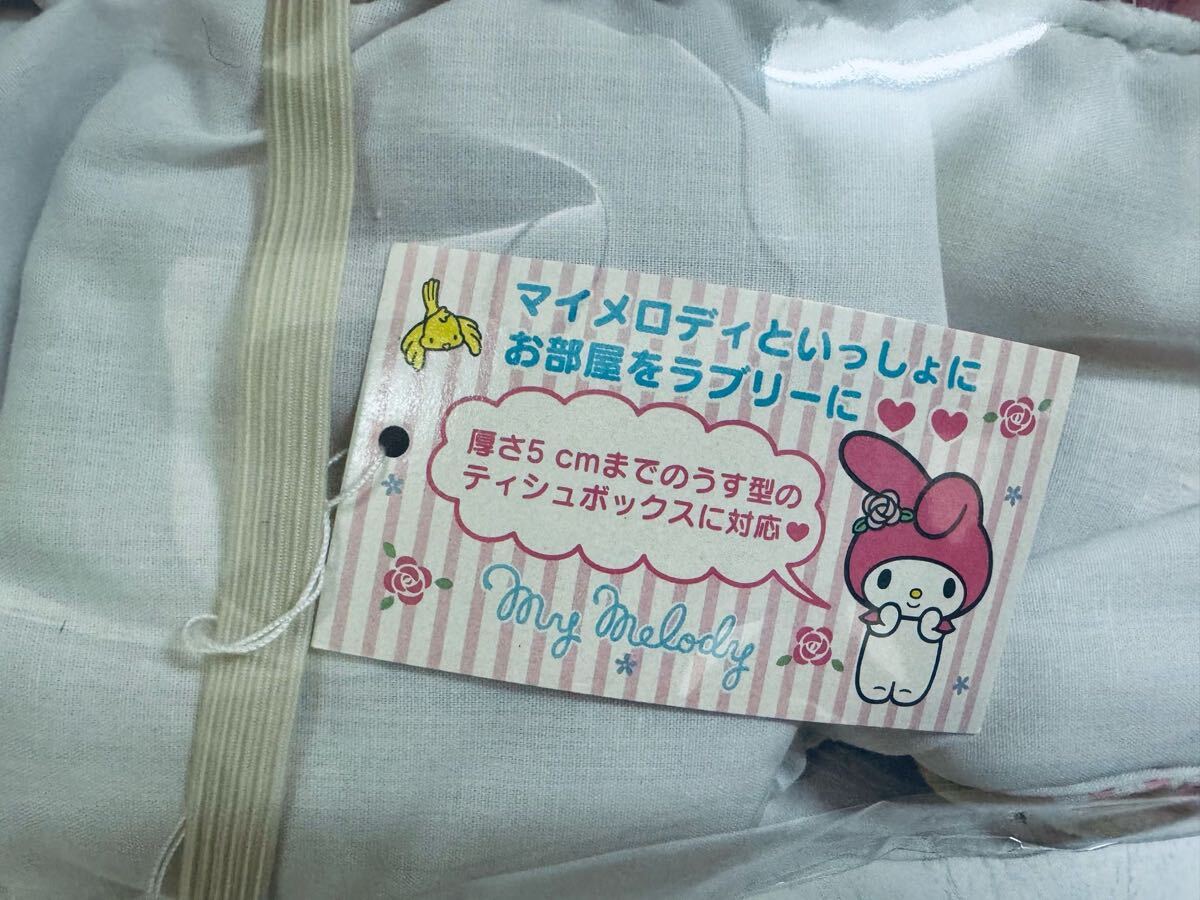 マイメロディといっしょに
お部屋をラブリーに
厚さ5 cmまでのうす型の
ティシュボックスに対応
My Melody